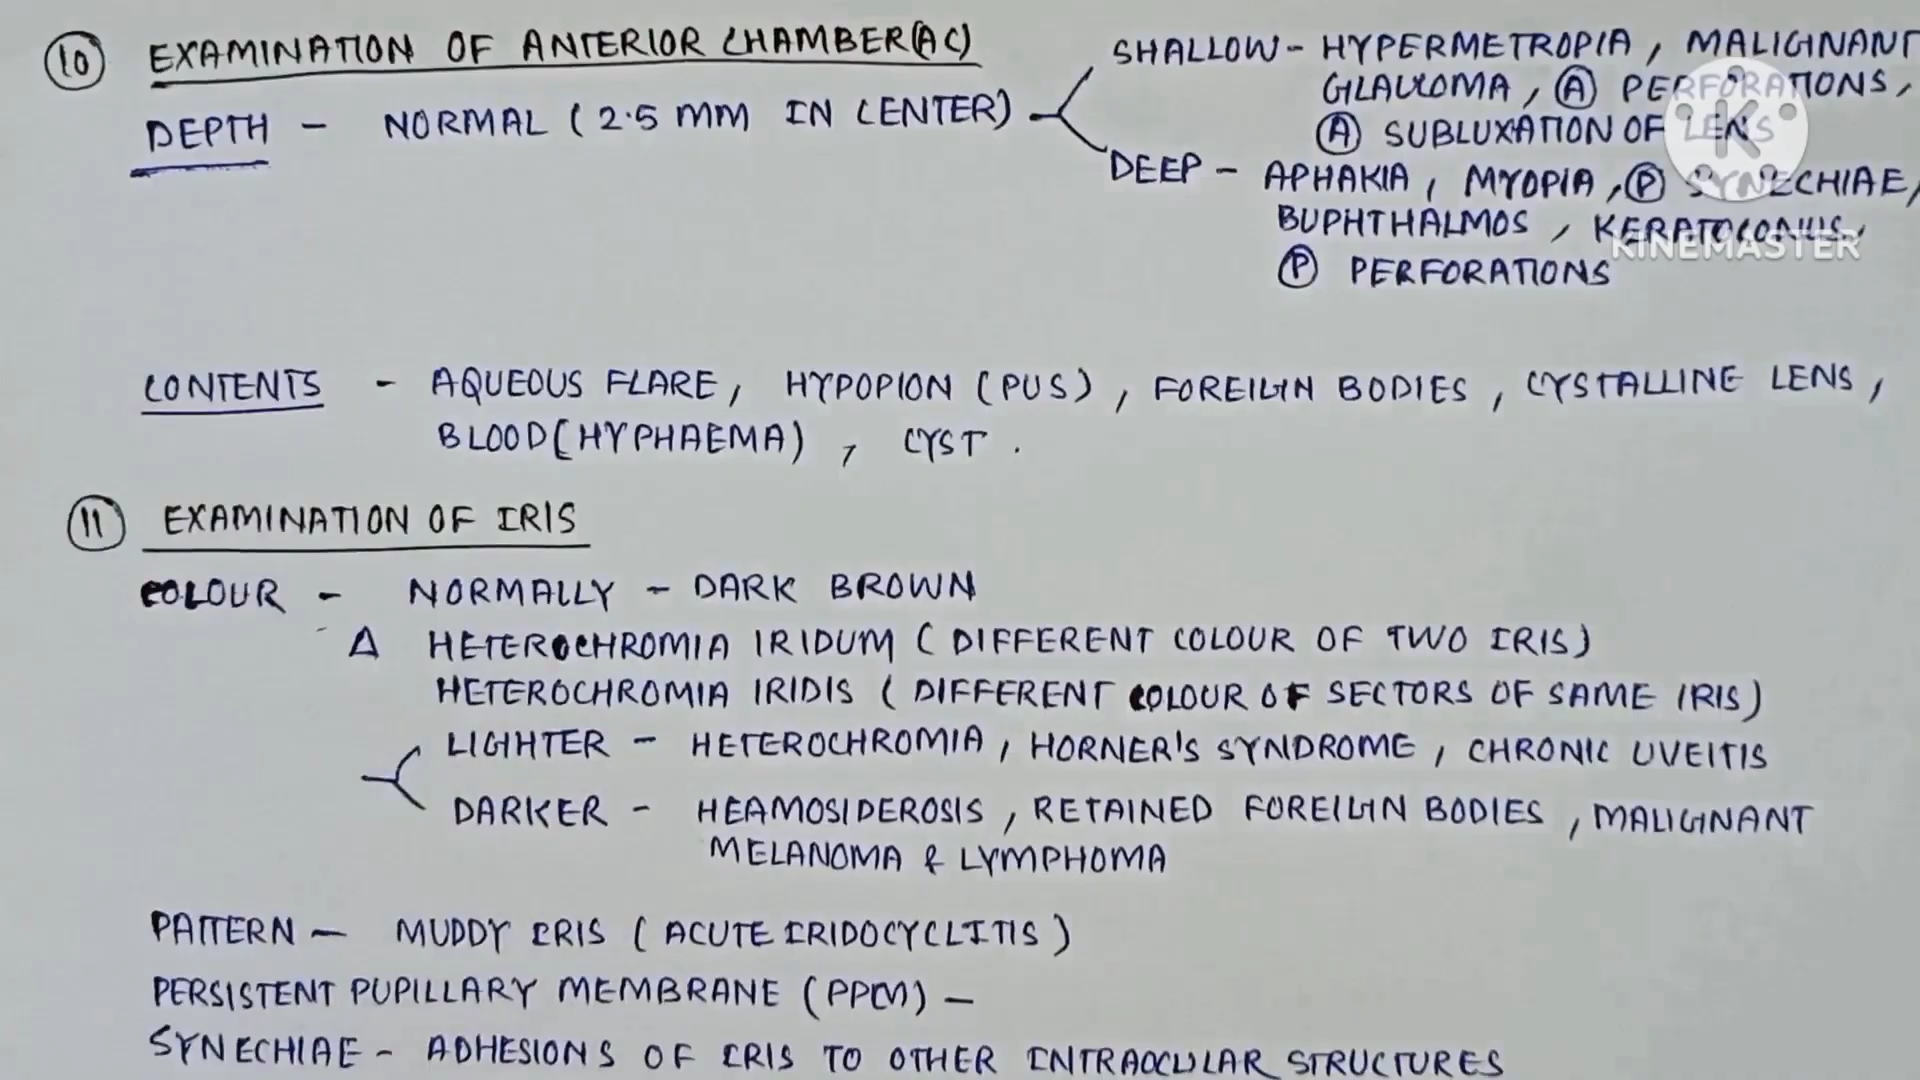 10 EXAMINATION OF ANTERIOR CHAMBER(AC)
DEPTH - NORMAL (2.5 MM IN CENTER)
SHALLOW - HYPERMETROPIA, MALIGNANT
GLAUCOMA, A PERFORATIONS,
A SUBLUXATION OF LENS
DEEP - APHAKIA, MYOPIA, P SYNECHIAE,
BUPHTHALMOS, KERATOCONUS,
P PERFORATIONS
K
KINEMASTER
CONTENTS - AQUEOUS FLARE, HYPOPION (PUS), FOREIGN BODIES, CYSTALLINE LENS,
BLOOD(HYPHAEMA), CYST.
11 EXAMINATION OF IRIS
COLOUR - NORMALLY - DARK BROWN
Δ HETEROCHROMIA IRIDUM (DIFFERENT COLOUR OF TWO IRIS)
HETEROCHROMIA IRIDIS (DIFFERENT COLOUR OF SECTORS OF SAME IRIS)
LIGHTER - HETEROCHROMIA, HORNER'S SYNDROME, CHRONIC UVEITIS
DARKER - HEAMOSIDEROSIS, RETAINED FOREIGN BODIES, MALIGNANT
MELANOMA & LYMPHOMA
PATTERN - MUDDY IRIS (ACUTE IRIDOCYCLITIS)
PERSISTENT PUPILLARY MEMBRANE (PPM) -
SYNECHIAE - ADHESIONS OF IRIS TO OTHER INTRAOCULAR STRUCTURES